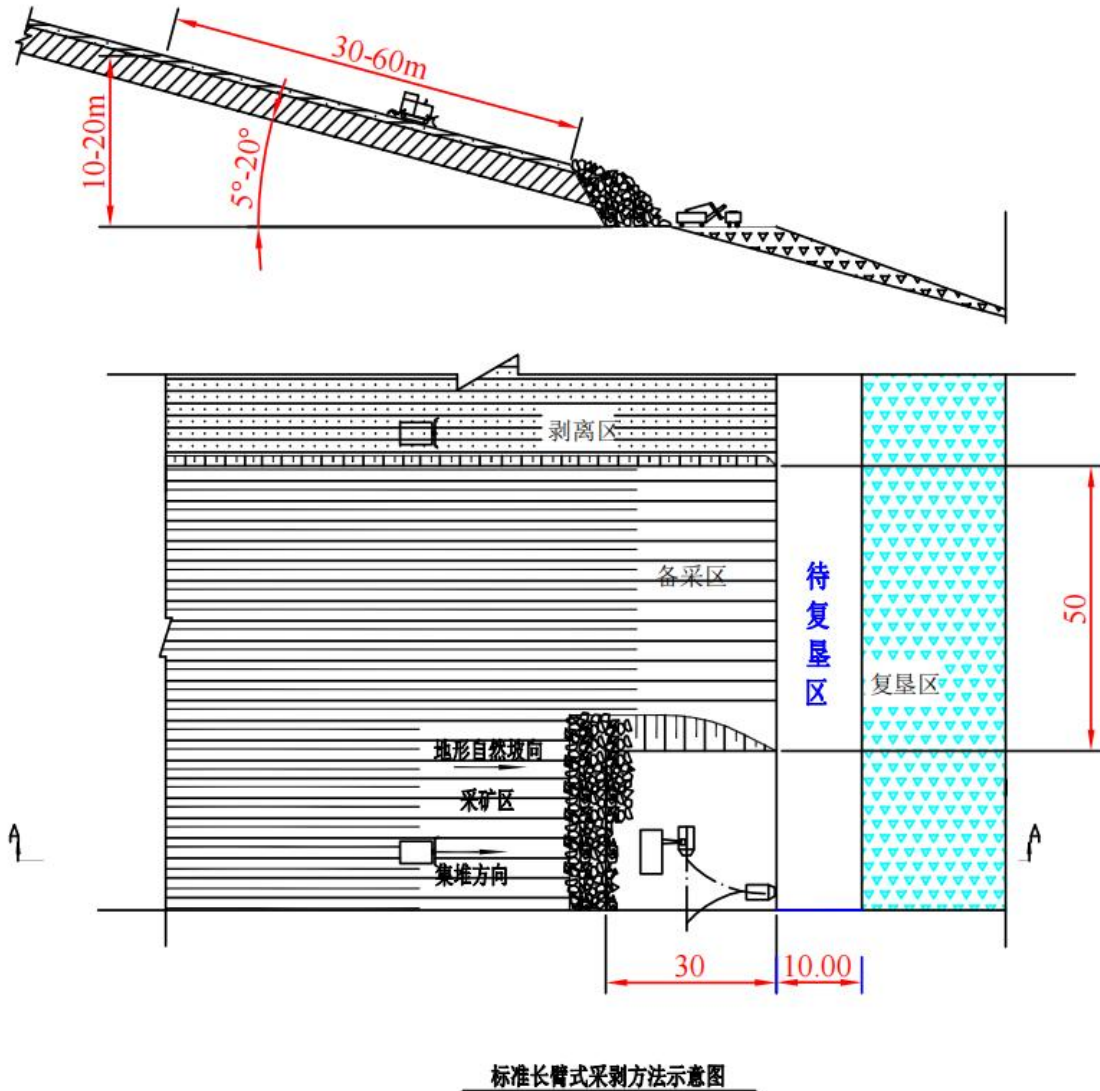 30-60m
10-20m
5°-20°
剥离区
备采区
待复垦区
50
复垦区
地形自然坡向
采矿区
A
A
集堆方向
30
10.00
标准长臂式采剥方法示意图